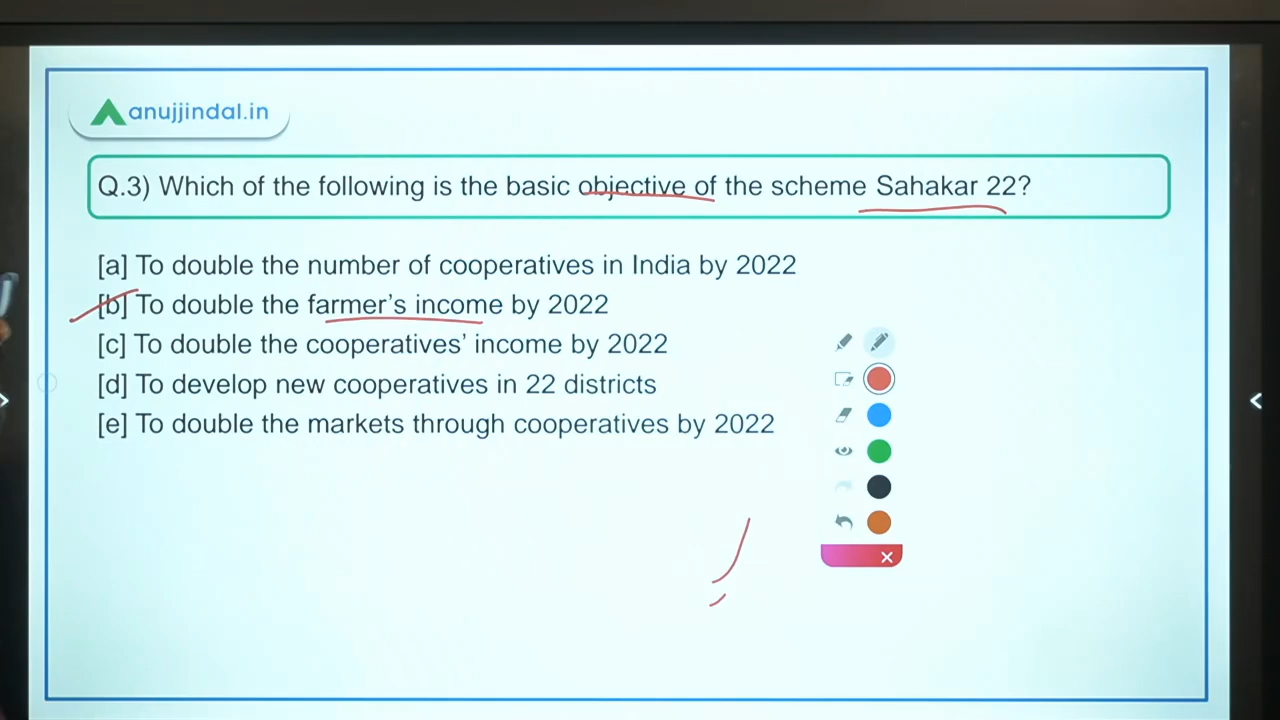 anujjindal.in
Q.3) Which of the following is the basic objective of the scheme Sahakar 22?
[a] To double the number of cooperatives in India by 2022
[b] To double the farmer's income by 2022
[c] To double the cooperatives' income by 2022
[d] To develop new cooperatives in 22 districts
[e] To double the markets through cooperatives by 2022